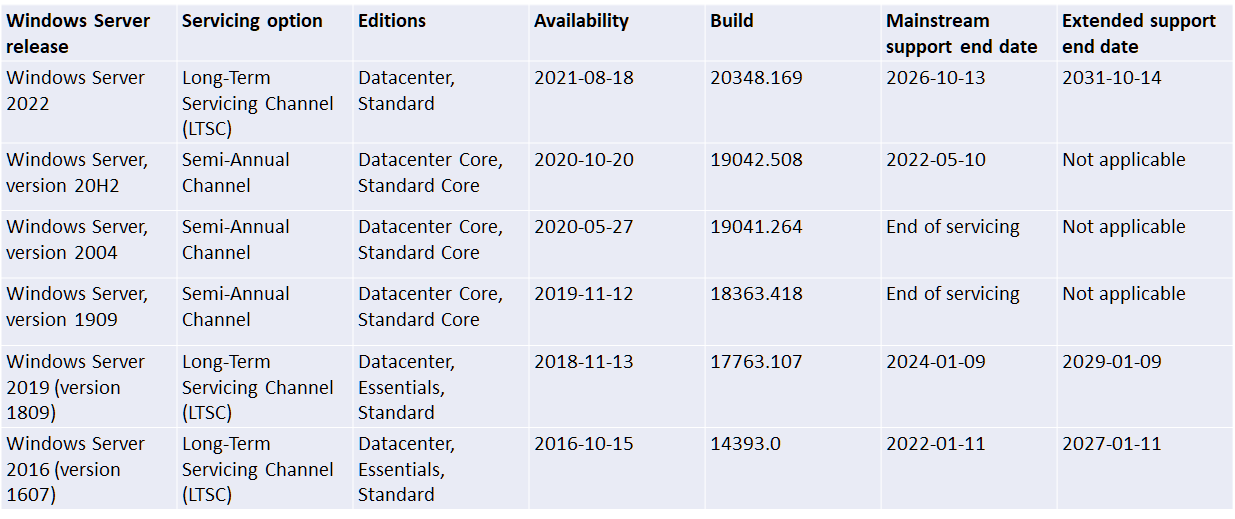 Windows Server release
Servicing option
Editions
Availability
Build
Mainstream support end date
Extended support end date
Windows Server 2022
Long-Term Servicing Channel (LTSC)
Datacenter, Standard
2021-08-18
20348.169
2026-10-13
2031-10-14
Windows Server, version 20H2
Semi-Annual Channel
Datacenter Core, Standard Core
2020-10-20
19042.508
2022-05-10
Not applicable
Windows Server, version 2004
Semi-Annual Channel
Datacenter Core, Standard Core
2020-05-27
19041.264
End of servicing
Not applicable
Windows Server, version 1909
Semi-Annual Channel
Datacenter Core, Standard Core
2019-11-12
18363.418
End of servicing
Not applicable
Windows Server 2019 (version 1809)
Long-Term Servicing Channel (LTSC)
Datacenter, Essentials, Standard
2018-11-13
17763.107
2024-01-09
2029-01-09
Windows Server 2016 (version 1607)
Long-Term Servicing Channel (LTSC)
Datacenter, Essentials, Standard
2016-10-15
14393.0
2022-01-11
2027-01-11